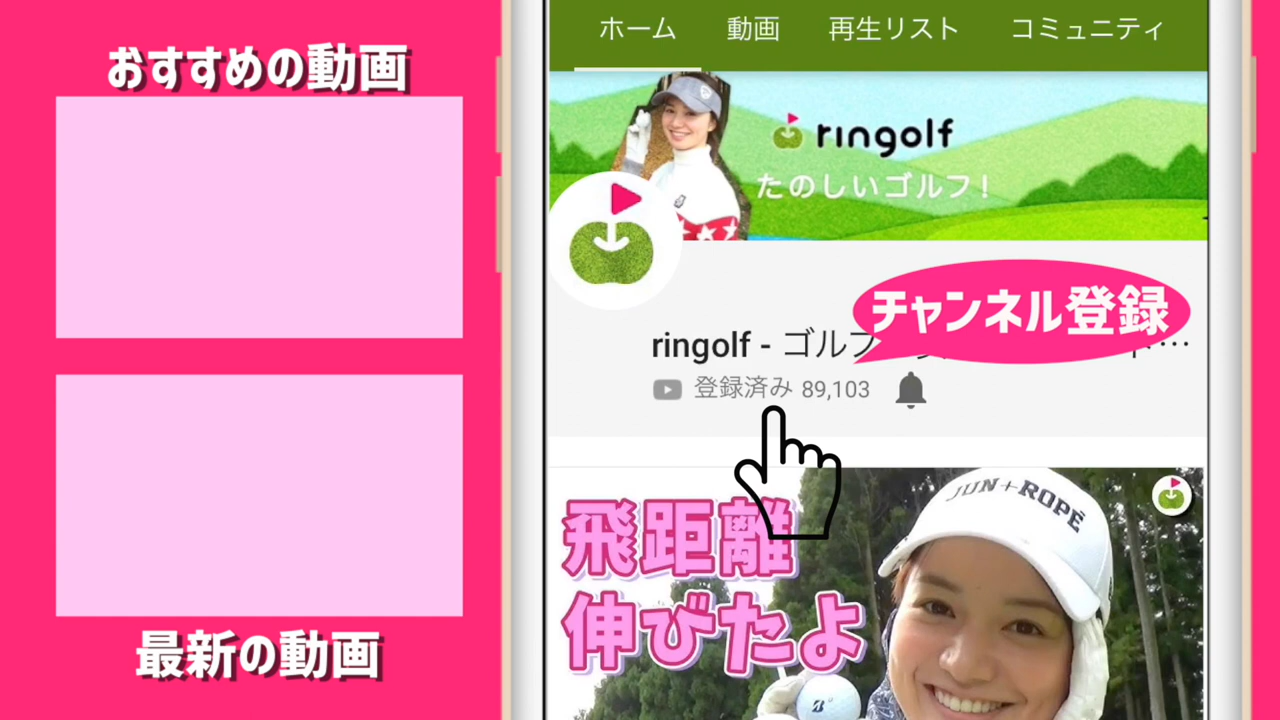 おすすめの動画
最新の動画
ホーム 動画 再生リスト コミュニティ
ringolf
たのしいゴルフ!
チャンネル登録
ringolf - ゴルフ
登録済み 89,103
JUN+ROPÉ
飛距離
伸びたよ
B